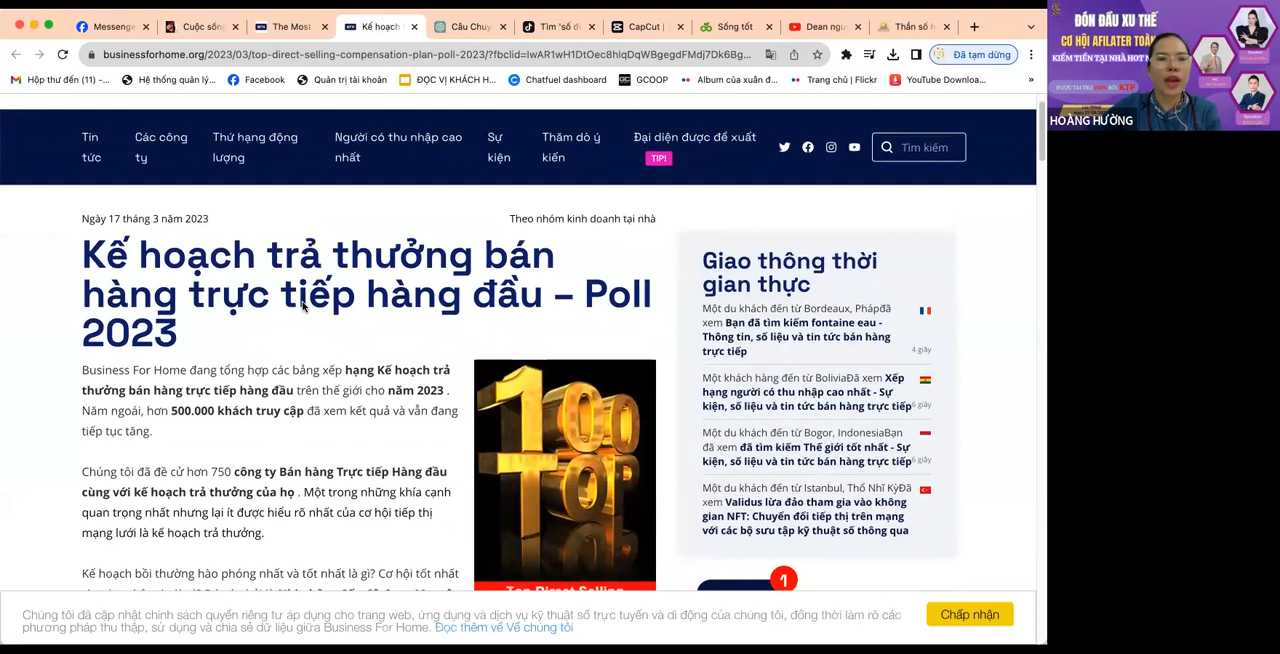 Messenge
Cuộc sốn
The Most
Kế hoạch
Câu Chuy
Tìm 'số d
CapCut |
Sống tốt
Dean ngu
Thần số h
businessforhome.org/2023/03/top-direct-selling-compensation-plan-poll-2023/?fbclid=IwAR1wH1DtOec8hlqDqWBgegdFMdj7Dk6Bg...
Đã tạm dừng
Hộp thư đến (11) -...
Hệ thống quản lý...
Facebook
Quản trị tài khoản
ĐỌC VỊ KHÁCH H...
Chatfuel dashboard
GCOOP
Album của xuân đ...
Trang chủ | Flickr
YouTube Downloa...
»
Tin tức
Các công ty
Thứ hạng động lượng
Người có thu nhập cao nhất
Sự kiện
Thăm dò ý kiến
Đại diện được đề xuất
TIP!
Tìm kiếm
Ngày 17 tháng 3 năm 2023
Theo nhóm kinh doanh tại nhà
Kế hoạch trả thưởng bán
hàng trực tiếp hàng đầu – Poll
2023
Business For Home đang tổng hợp các bảng xếp hạng Kế hoạch trả
thưởng bán hàng trực tiếp hàng đầu trên thế giới cho năm 2023 .
Năm ngoái, hơn 500.000 khách truy cập đã xem kết quả và vẫn đang
tiếp tục tăng.
Chúng tôi đã đề cử hơn 750 công ty Bán hàng Trực tiếp Hàng đầu
cùng với kế hoạch trả thưởng của họ . Một trong những khía cạnh
quan trọng nhất nhưng lại ít được hiểu rõ nhất của cơ hội tiếp thị
mạng lưới là kế hoạch trả thưởng.
Kế hoạch bồi thường hào phóng nhất và tốt nhất là gì? Cơ hội tốt nhất
100
TOP
Top Direct Selling
Giao thông thời
gian thực
Một du khách đến từ Bordeaux, Phápđã
xem Bạn đã tìm kiếm fontaine eau -
Thông tin, số liệu và tin tức bán hàng
trực tiếp
4 giây
Một khách hàng đến từ BoliviaĐã xem Xếp
hạng người có thu nhập cao nhất - Sự
kiện, số liệu và tin tức bán hàng trực tiếp
Một du khách đến từ Bogor, IndonesiaBạn
đã xem đã tìm kiếm Thế giới tốt nhất - Sự
kiện, số liệu và tin tức bán hàng trực tiếp
Một du khách đến từ Istanbul, Thổ Nhĩ KỳĐã
xem Validus lừa đảo tham gia vào không
gian NFT: Chuyển đổi tiếp thị trên mạng
với các bộ sưu tập kỹ thuật số thông qua
1
Chúng tôi đã cập nhật chính sách quyền riêng tư áp dụng cho trang web, ứng dụng và dịch vụ kỹ thuật số trực tuyến và di động của chúng tôi, đồng thời làm rõ các
phương pháp thu thập, sử dụng và chia sẻ dữ liệu giữa Business For Home. Đọc thêm về Về chúng tôi
Chấp nhận
ĐÓN ĐẦU XU THẾ
CƠ HỘI AFILATER TOÀN
KIẾM TIỀN TẠI NHÀ HOT
KTP
HOÀNG HƯỜNG